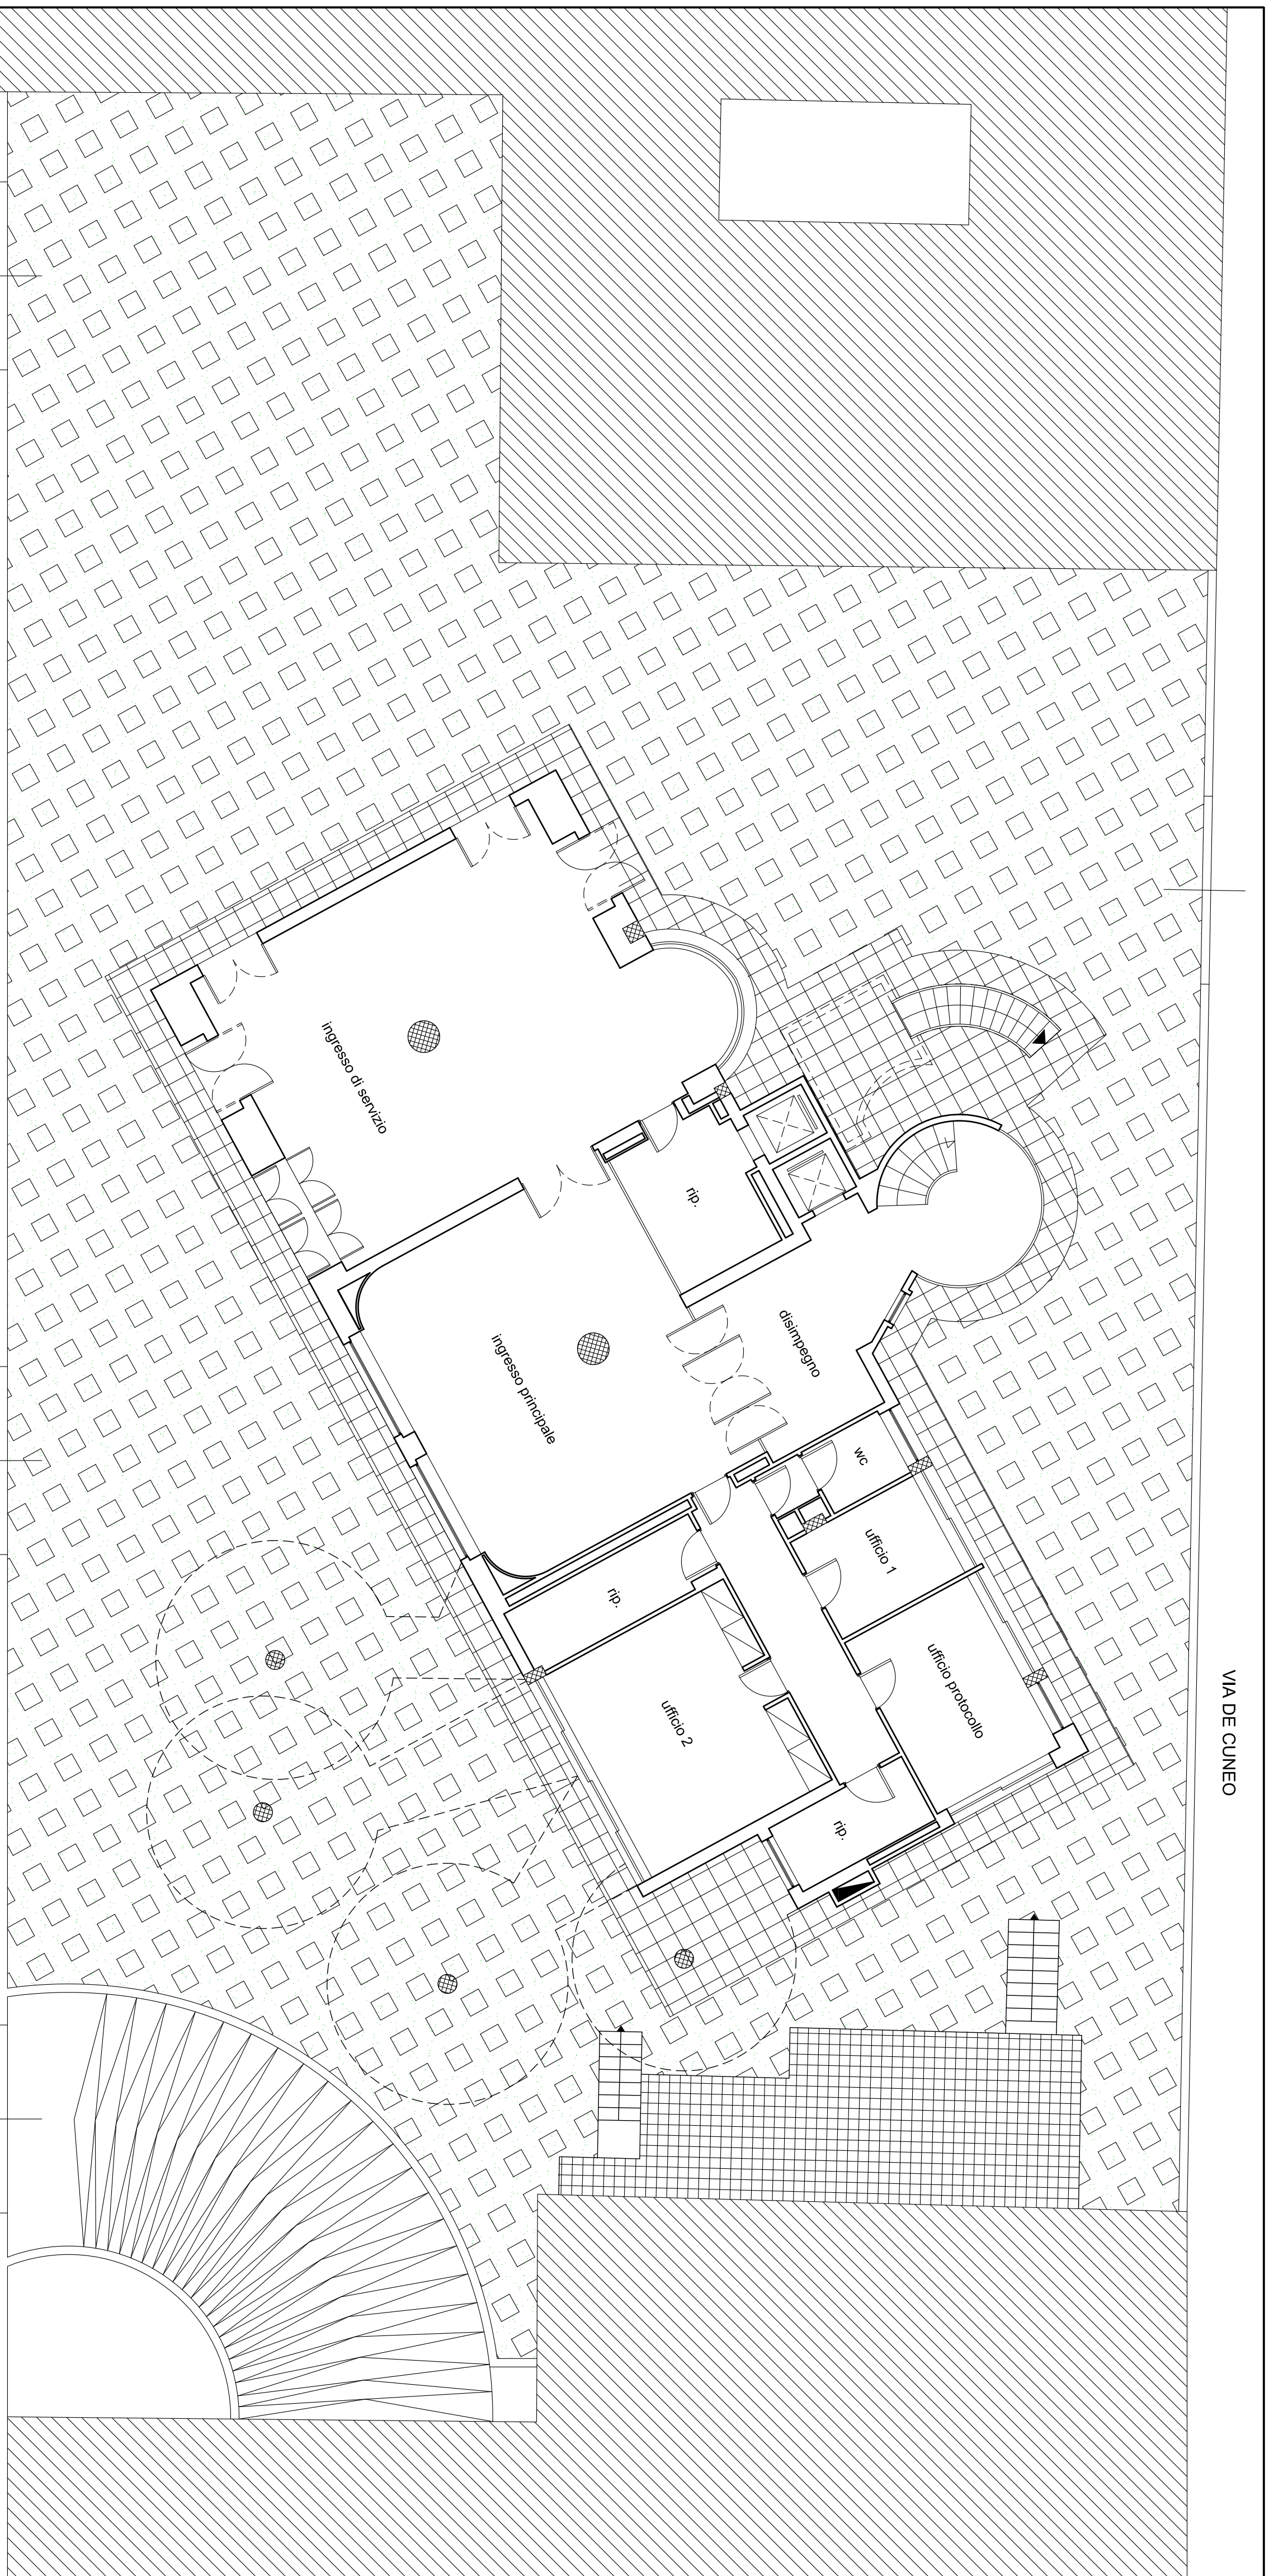 ingresso di servizio
rip.
disimpegno
ingresso principale
wc
ufficio 1
rip.
ufficio protocollo
ufficio 2
rip.
VIA DE CUNEO